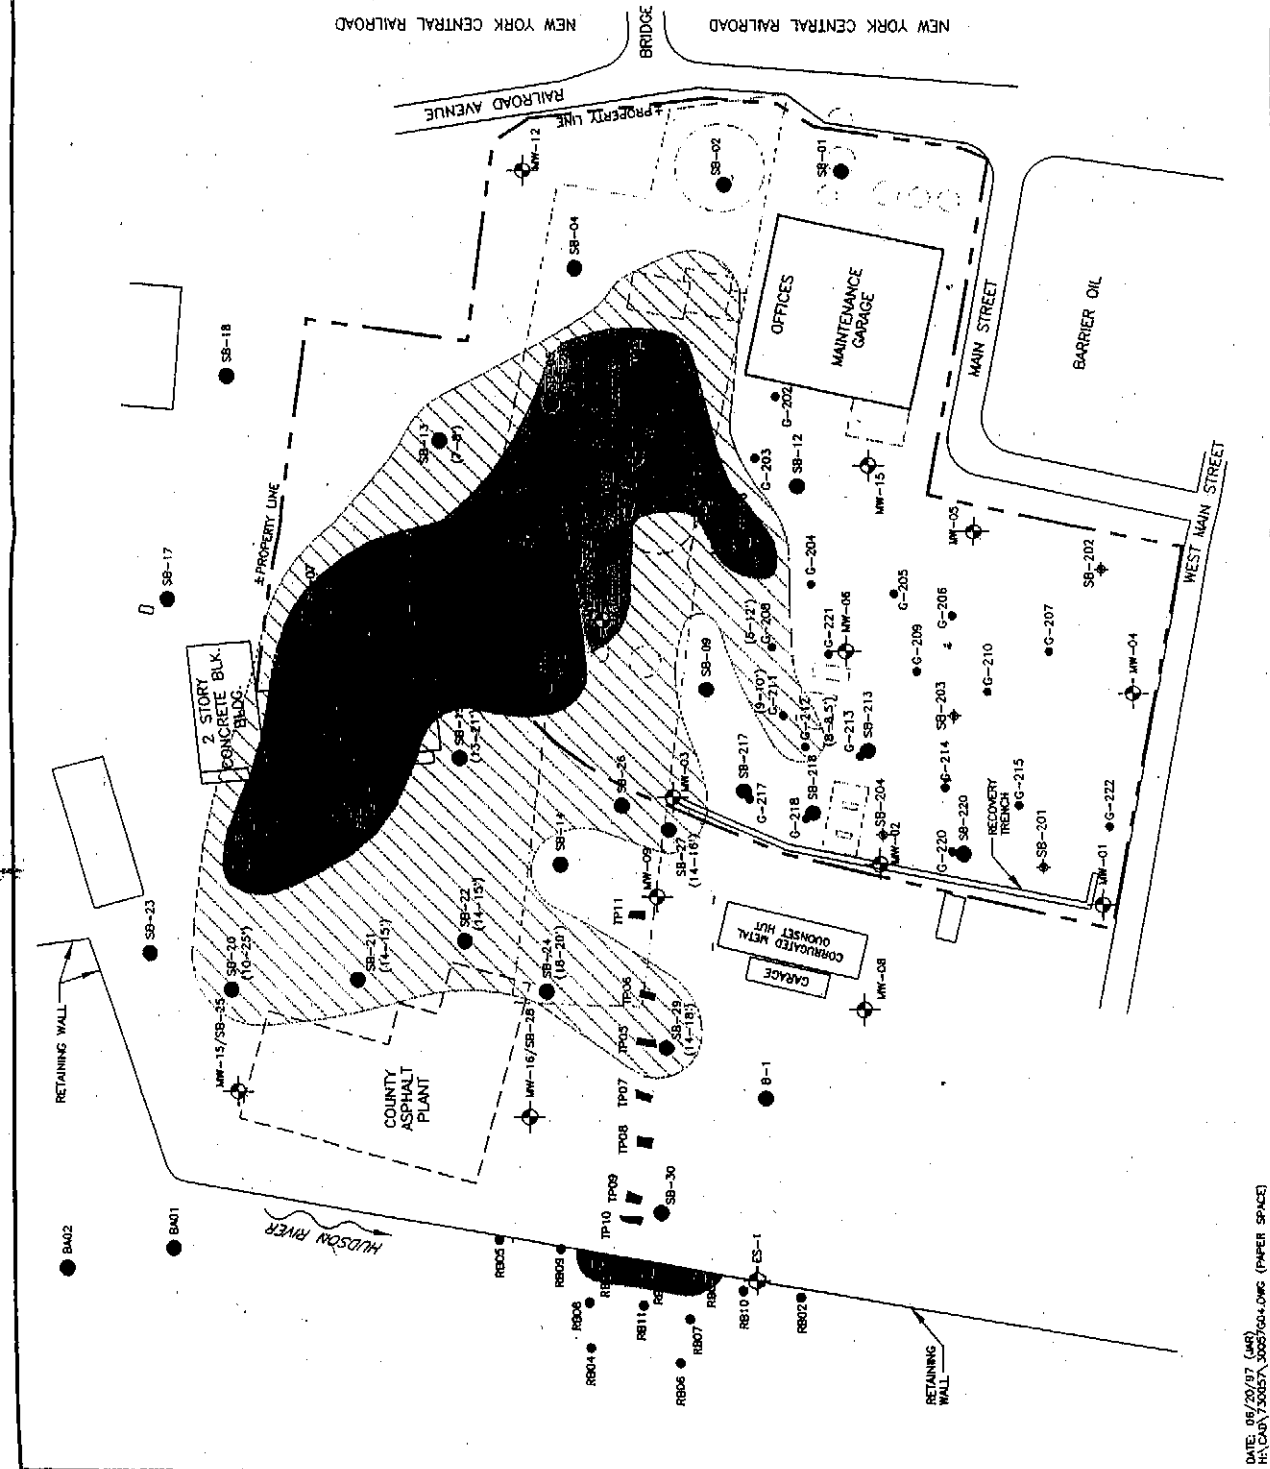 NEW YORK CENTRAL RAILROAD
NEW YORK CENTRAL RAILROAD
BRIDGE
RAILROAD AVENUE
± PROPERTY LINE
MW-12
SB-02
SB-01
SB-04
SB-18
OFFICES
MAINTENANCE
GARAGE
MAIN STREET
BARRIER OIL
SB-13
G-202
G-203
SB-12
MW-15
± PROPERTY LINE
SB-17
MW-05
WEST MAIN STREET
G-204
G-205
SB-202
G-206
G-208
G-221
MW-06
G-207
G-209
G-210
MW-04
2 STORY
CONCRETE BLK.
BLDG.
SB-09
(9-10')
G-211
G-212
(8-8.5')
G-213
SB-213
SB-203
G-214
G-215
SB-26
MW-03
SB-217
G-217
SB-218
G-218
SB-204
MW-02
G-220
SB-220
RECOVERY
TRENCH
SB-201
G-222
MW-01
SB-14
SB-27
(14-16')
MW-09
TP11
SB-23
SB-20
(10-25')
SB-21
(14-15')
SB-22
(14-15')
SB-24
(18-20')
TP06
CORRUGATED METAL
QUONSET HUT
GARAGE
MW-08
RETAINING WALL
MW-15/SB-25
COUNTY
ASPHALT
PLANT
MW-16/SB-28
TP05
SB-29
(14-18')
TP07
TP08
B-1
TP09
TP10
SB-30
BA02
BA01
HUDSON RIVER
RB05
RB09
RB08
RB04
RB11
RB07
RB06
RB10
ES-1
RB02
RETAINING
WALL
DATE: 06/20/97 (JAR)
H:\CAD\730057\30057G04.DWG (PAPER SPACE)